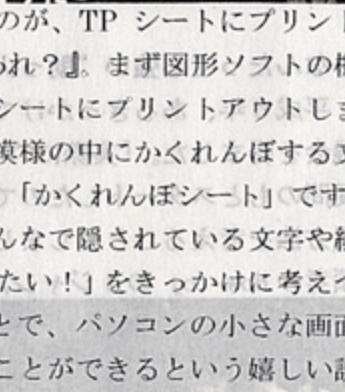 のが、TP シートにプリント
われ？』。まず図形ソフトの機
シートにプリントアウトしま
模様の中にかくれんぼする文
「かくれんぼシート」です
んなで隠されている文字や絵
たい！」をきっかけに考え
とで、パソコンの小さな画面
ことができるという嬉しい